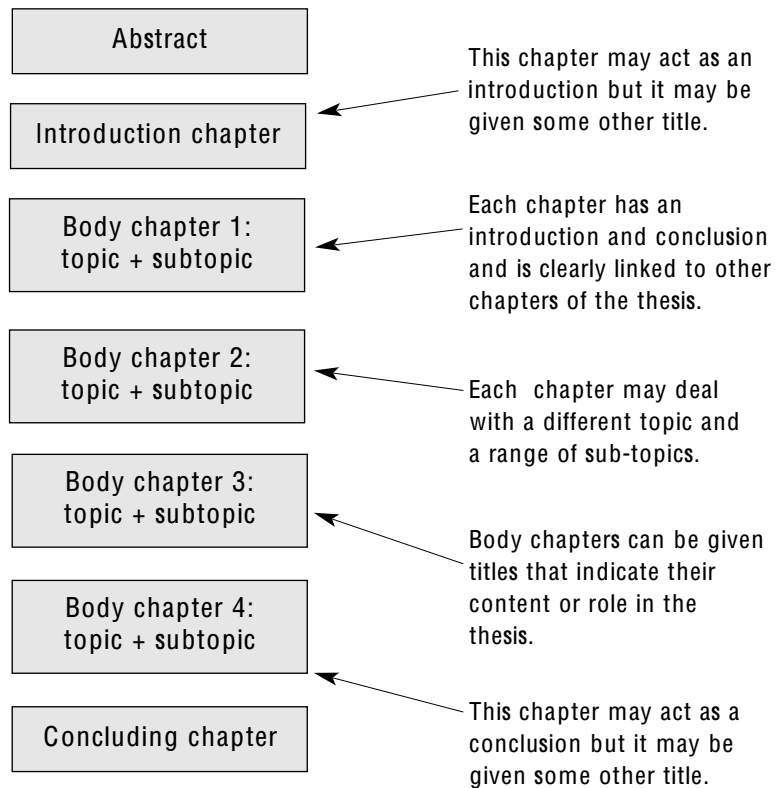 Abstract
This chapter may act as an
introduction but it may be
given some other title.
Introduction chapter
Body chapter 1:
topic + subtopic
Each chapter has an
introduction and conclusion
and is clearly linked to other
chapters of the thesis.
Body chapter 2:
topic + subtopic
Each chapter may deal
with a different topic and
a range of sub-topics.
Body chapter 3:
topic + subtopic
Body chapters can be given
titles that indicate their
content or role in the
thesis.
Body chapter 4:
topic + subtopic
This chapter may act as a
conclusion but it may be
given some other title.
Concluding chapter